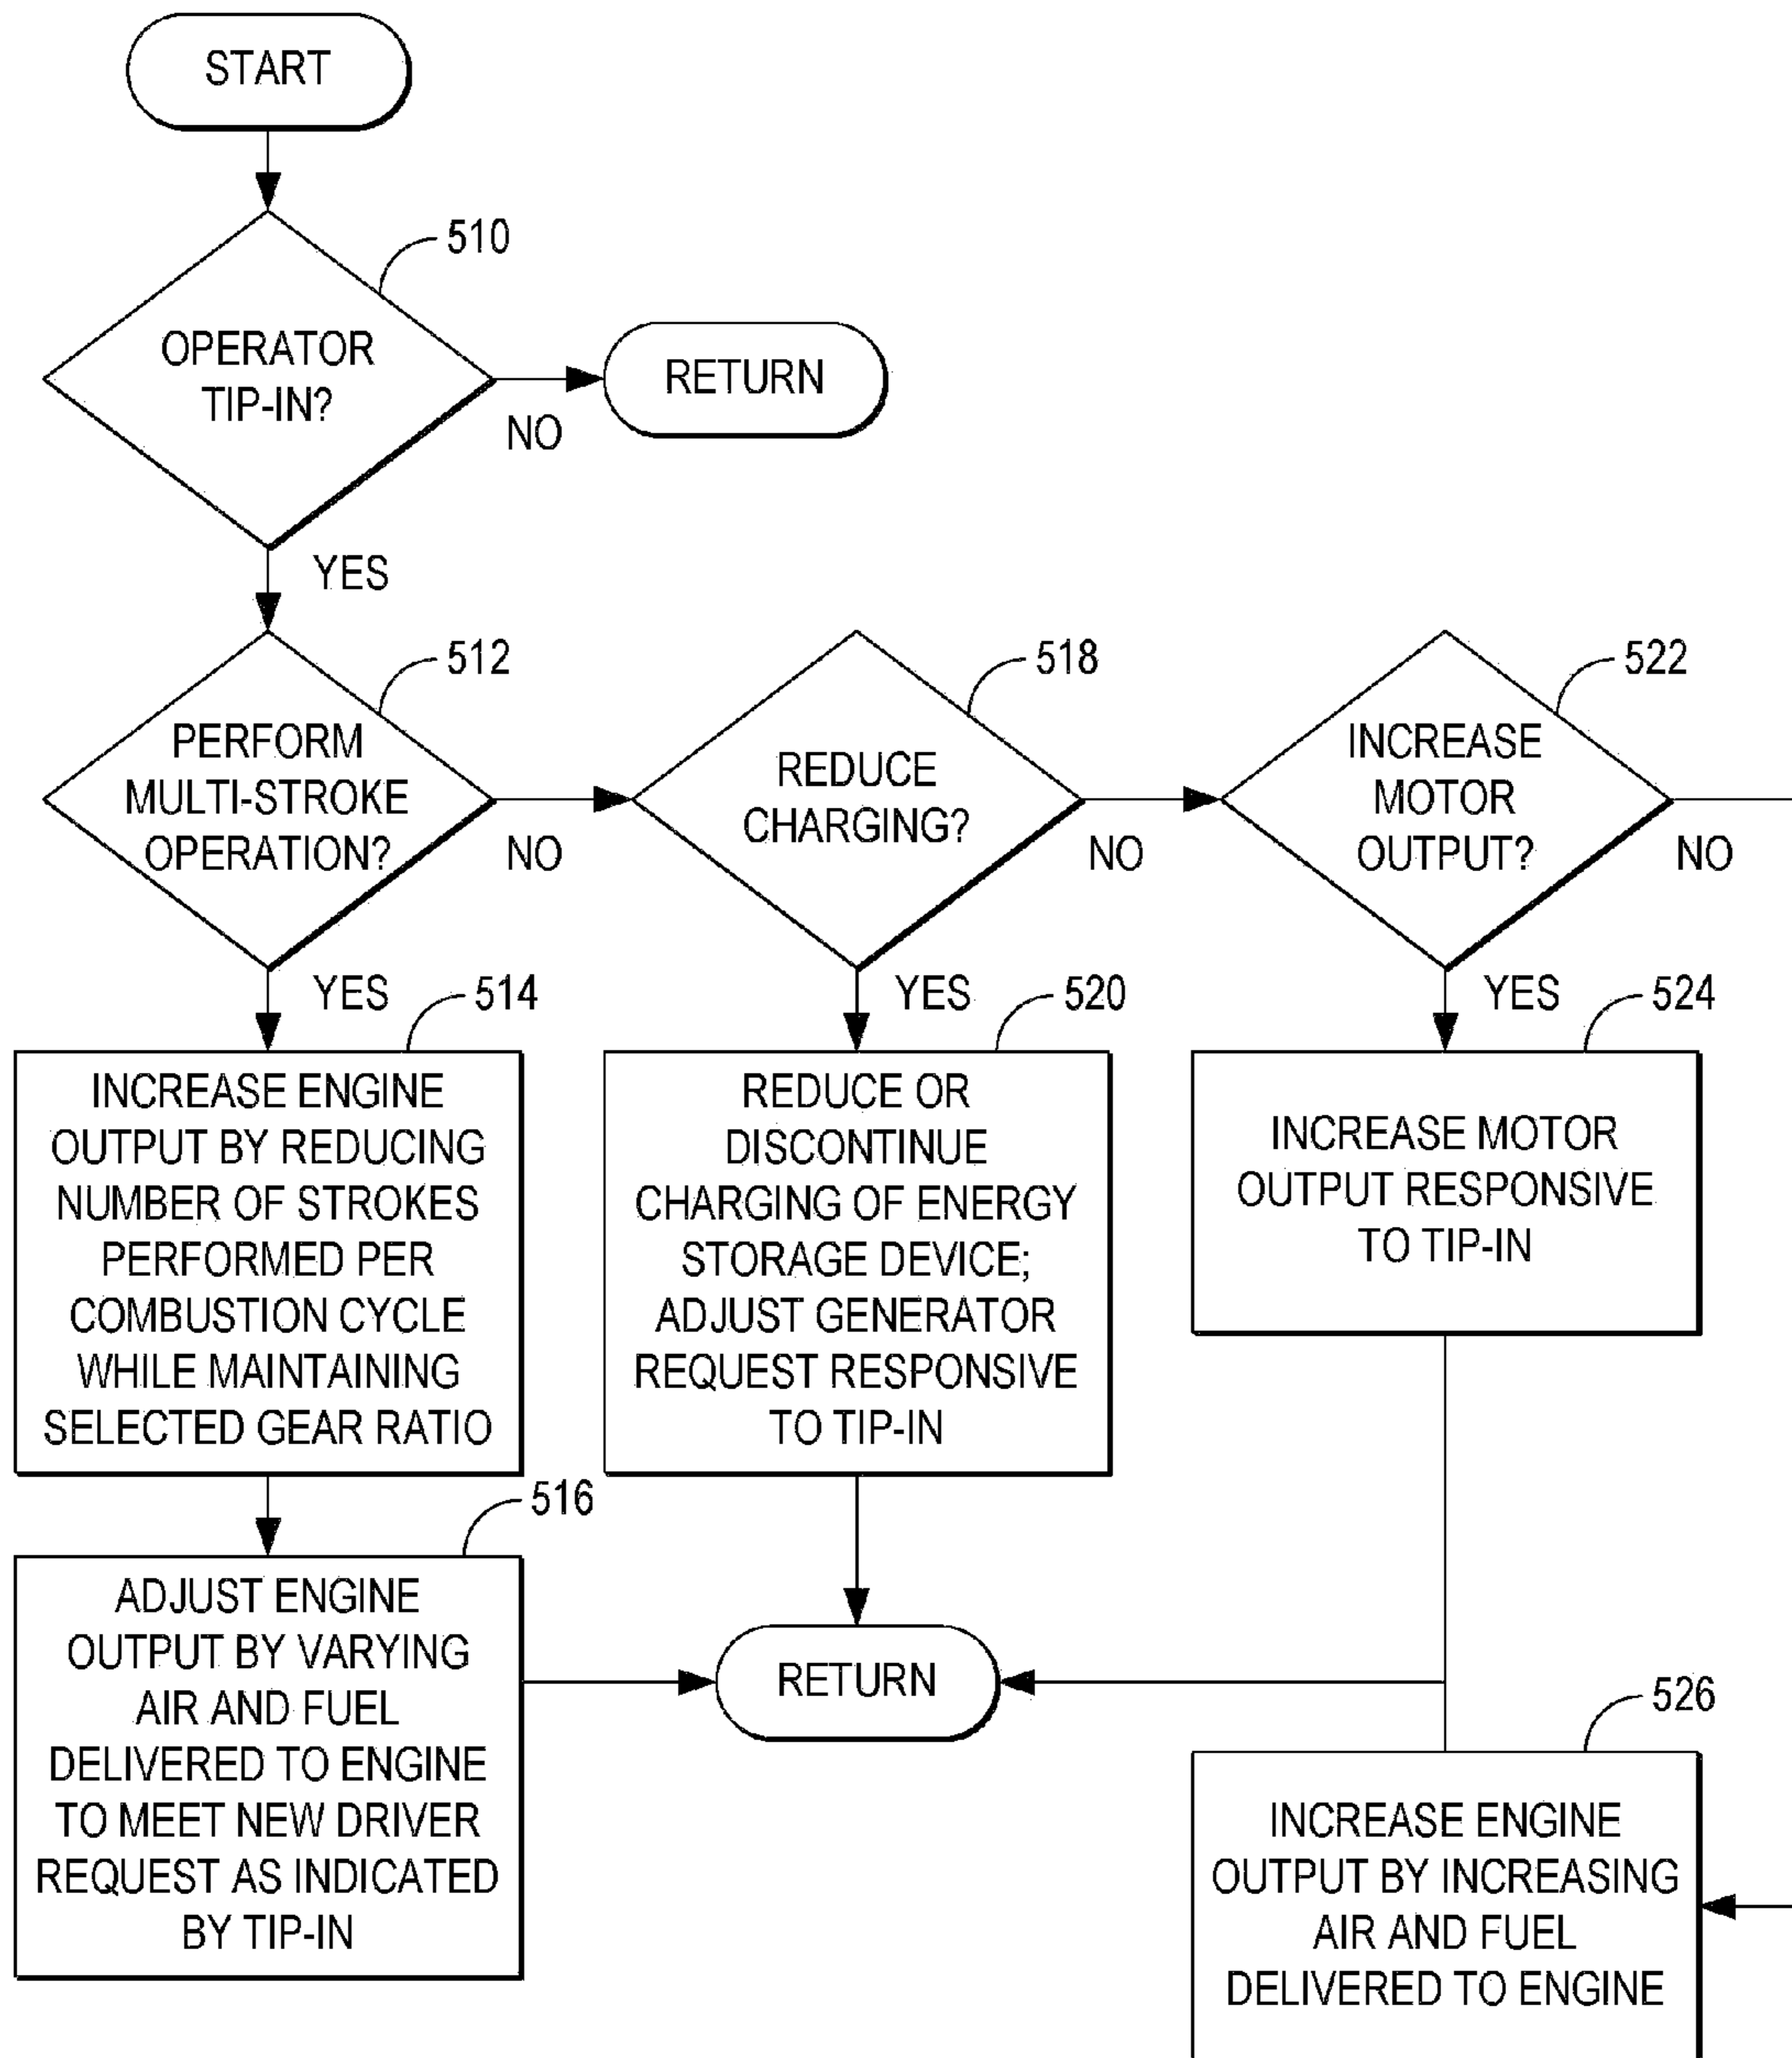 START
510
OPERATOR
TIP-IN?
RETURN
NO
YES
512
PERFORM
MULTI-STROKE
OPERATION?
NO
518
REDUCE
CHARGING?
NO
522
INCREASE
MOTOR
OUTPUT?
NO
YES
514
INCREASE ENGINE
OUTPUT BY REDUCING
NUMBER OF STROKES
PERFORMED PER
COMBUSTION CYCLE
WHILE MAINTAINING
SELECTED GEAR RATIO
YES
520
REDUCE OR
DISCONTINUE
CHARGING OF ENERGY
STORAGE DEVICE;
ADJUST GENERATOR
REQUEST RESPONSIVE
TO TIP-IN
YES
524
INCREASE MOTOR
OUTPUT RESPONSIVE
TO TIP-IN
516
ADJUST ENGINE
OUTPUT BY VARYING
AIR AND FUEL
DELIVERED TO ENGINE
TO MEET NEW DRIVER
REQUEST AS INDICATED
BY TIP-IN
RETURN
526
INCREASE ENGINE
OUTPUT BY INCREASING
AIR AND FUEL
DELIVERED TO ENGINE